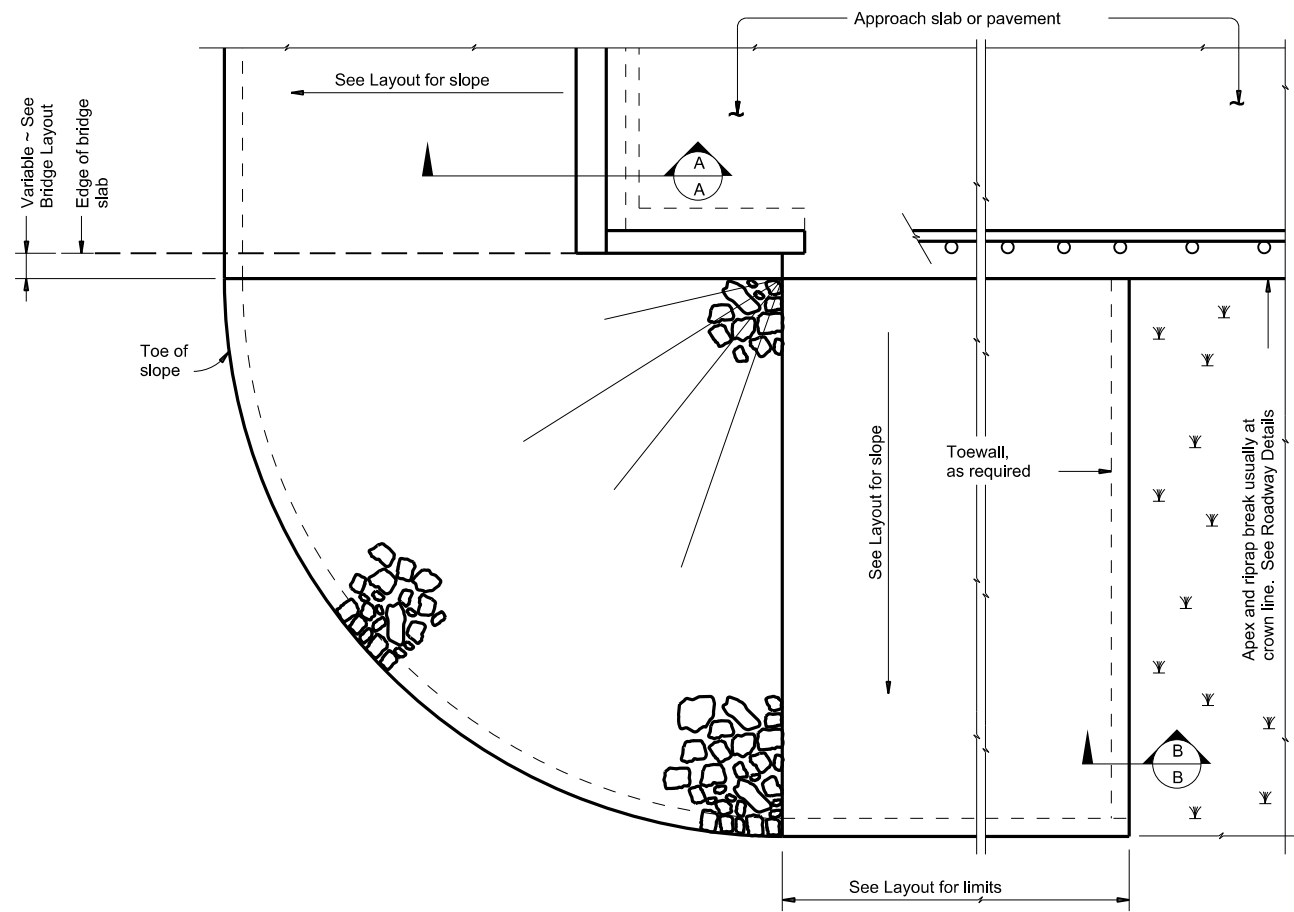 Approach slab or pavement
See Layout for slope
Variable ~ See
Bridge Layout
Edge of bridge
slab
A
A
Toe of
slope
See Layout for slope
Toewall,
as required
Apex and riprap break usually at
crown line. See Roadway Details
B
B
See Layout for limits